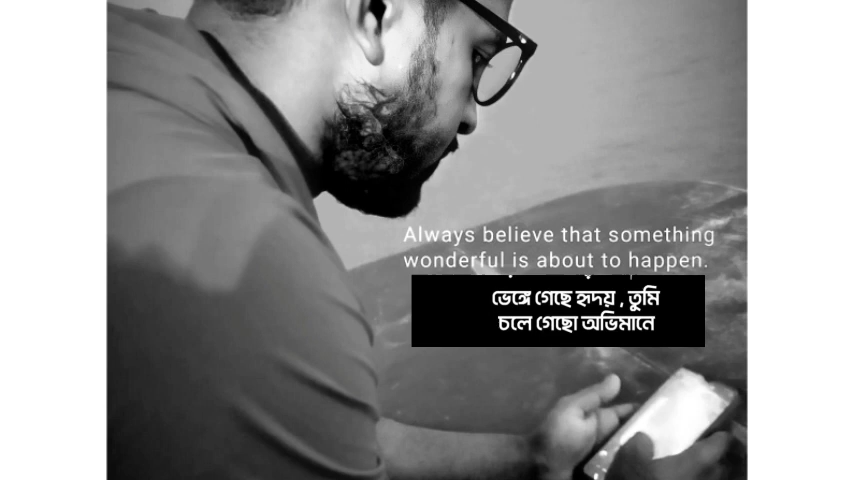 Always believe that something
wonderful is about to happen.
ভেঙ্গে গেছে হৃদয় , তুমি
চলে গেছো অভিমানে